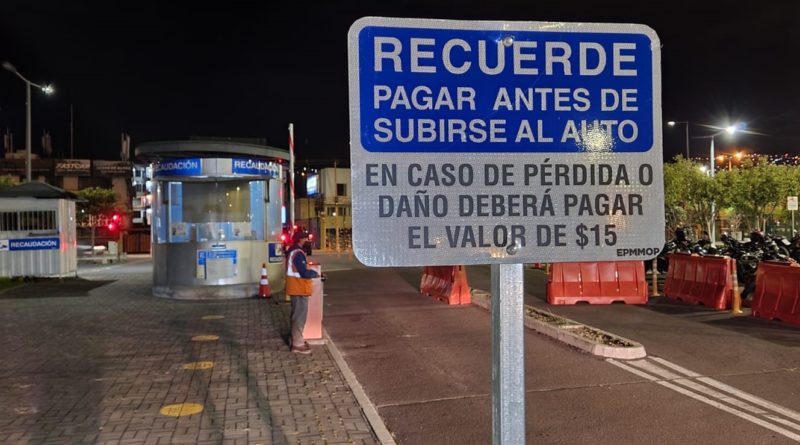 RECUERDE
PAGAR ANTES DE
SUBIRSE AL AUTO
EN CASO DE PÉRDIDA O
DAÑO DEBERÁ PAGAR
EL VALOR DE $15
EPMMOP
RECAUDACIÓN
RECAUDACIÓN
RECAUDACIÓN